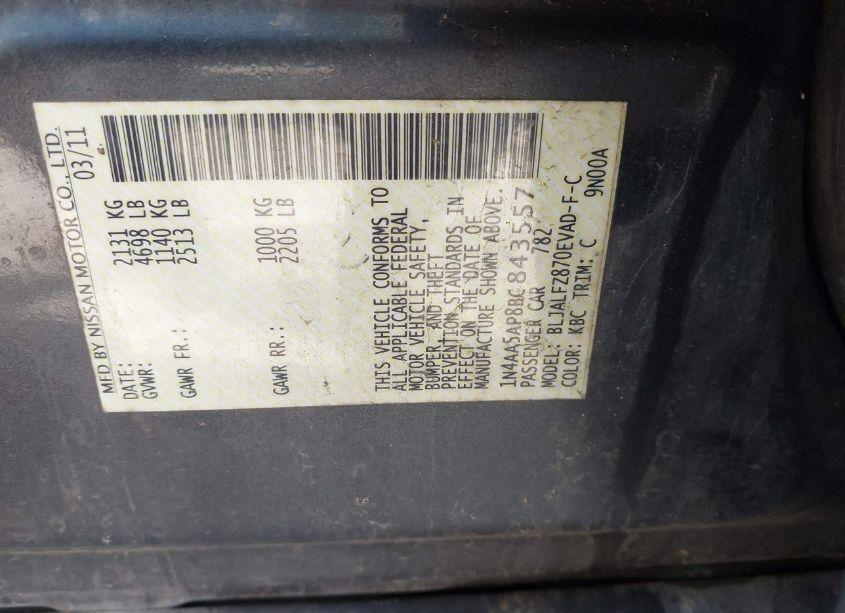 MFD BY NISSAN MOTOR CO., LTD.
DATE: 03/11
GVWR: 2131 KG
4698 LB
GAWR FR.: 1140 KG
2513 LB
GAWR RR.: 1000 KG
2205 LB
THIS VEHICLE CONFORMS TO
ALL APPLICABLE FEDERAL
MOTOR VEHICLE SAFETY,
BUMPER AND THEFT
PREVENTION STANDARDS IN
EFFECT ON THE DATE OF
MANUFACTURE SHOWN ABOVE.
1N4AA5AP8BC843557
PASSENGER CAR 782
MODEL: BLJALFZ870EVAD-F-C
COLOR: KBC TRIM: C 9N00A